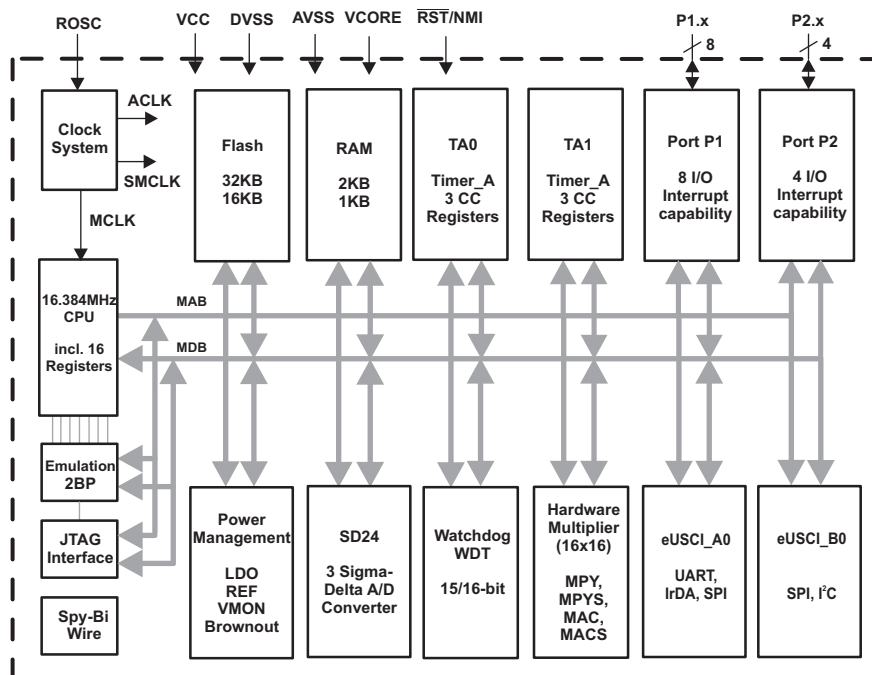 ROSC
VCC
DVSS
AVSS
VCORE
RST/NMI
P1.x
P2.x
8
4
Clock
System
ACLK
SMCLK
MCLK
Flash
32KB
16KB
RAM
2KB
1KB
TA0
Timer_A
3 CC
Registers
TA1
Timer_A
3 CC
Registers
Port P1
8 I/O
Interrupt
capability
Port P2
4 I/O
Interrupt
capability
16.384MHz
CPU
incl. 16
Registers
MAB
MDB
Emulation
2BP
JTAG
Interface
Spy-Bi
Wire
Power
Management
LDO
REF
VMON
Brownout
SD24
3 Sigma-
Delta A/D
Converter
Watchdog
WDT
15/16-bit
Hardware
Multiplier
(16x16)
MPY,
MPYS,
MAC,
MACS
eUSCI_A0
UART,
IrDA, SPI
eUSCI_B0
SPI, I²C